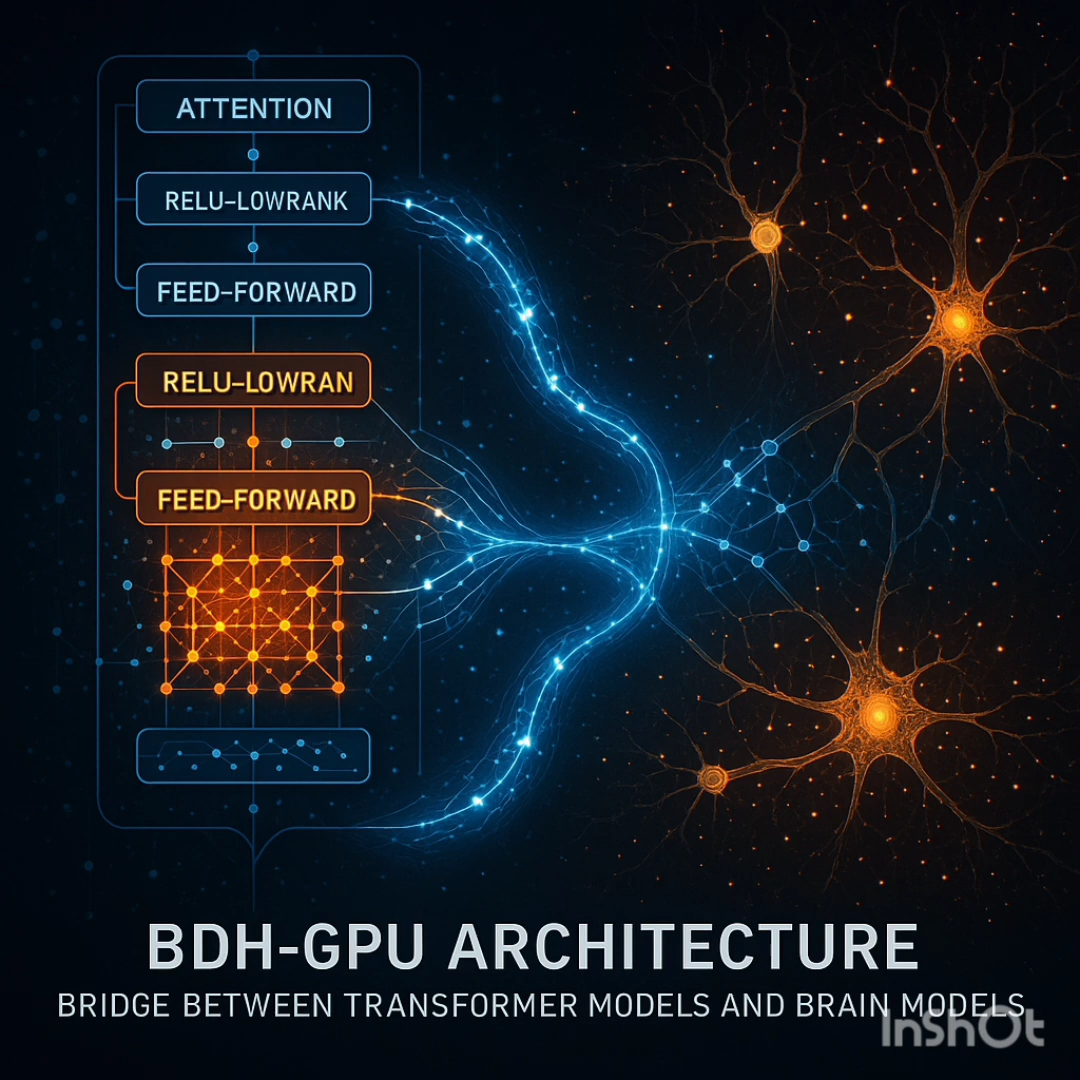 ATTENTION
RELU-LOWRANK
FEED-FORWARD
RELU-LOWRAN
FEED-FORWARD
BDH-GPU ARCHITECTURE
BRIDGE BETWEEN TRANSFORMER MODELS AND BRAIN MODELS
InShOt